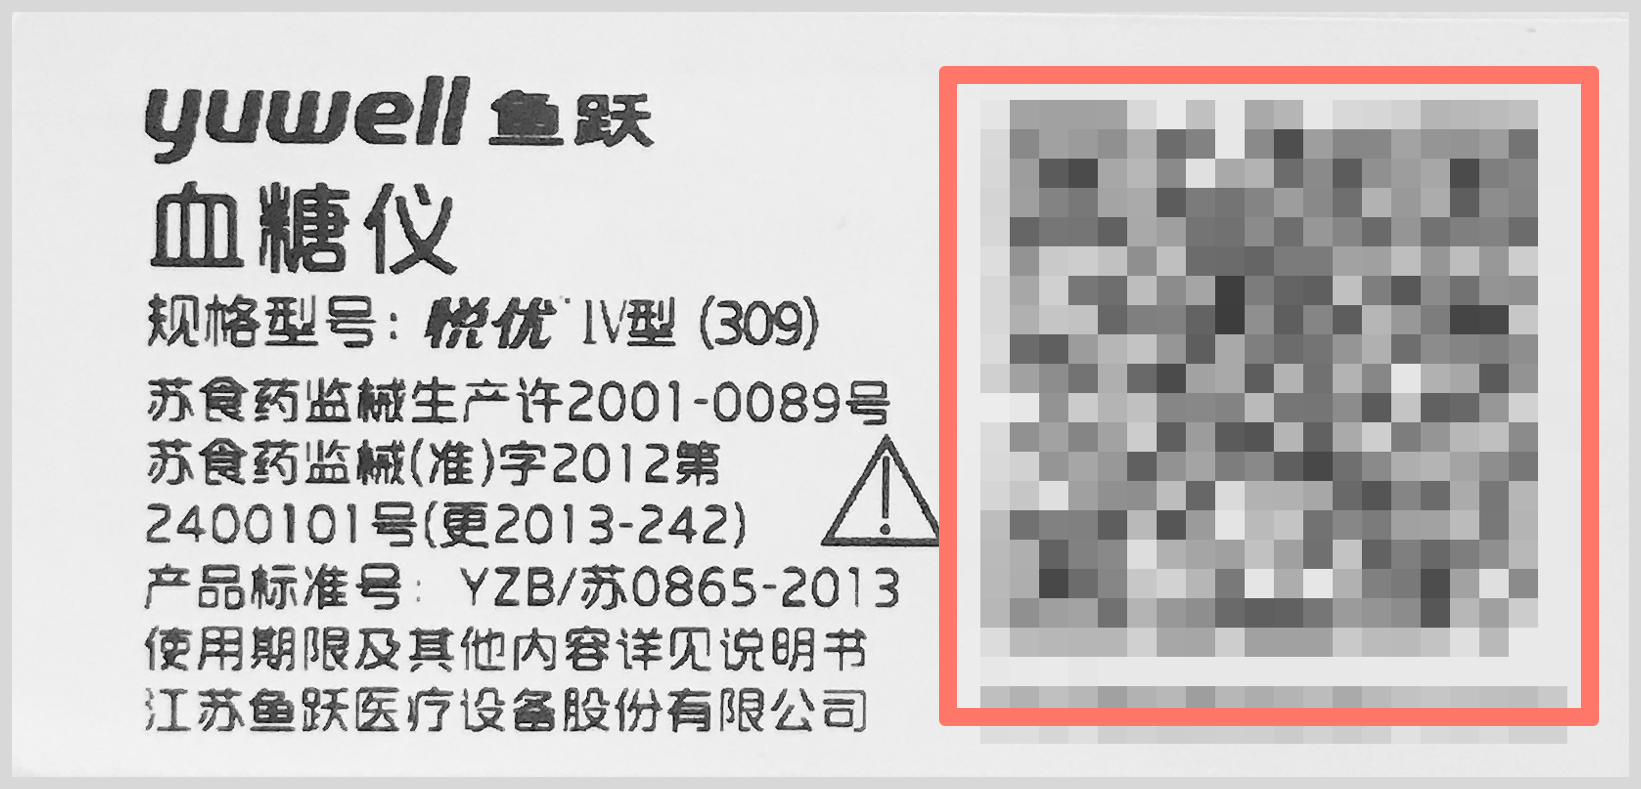 yuwell 鱼跃
血糖仪
规格型号：悦优 IV型 (309)
苏食药监械生产许2001-0089号
苏食药监械(准)字2012第
2400101号(更2013-242)
产品标准号：YZB/苏0865-2013
使用期限及其他内容详见说明书
江苏鱼跃医疗设备股份有限公司